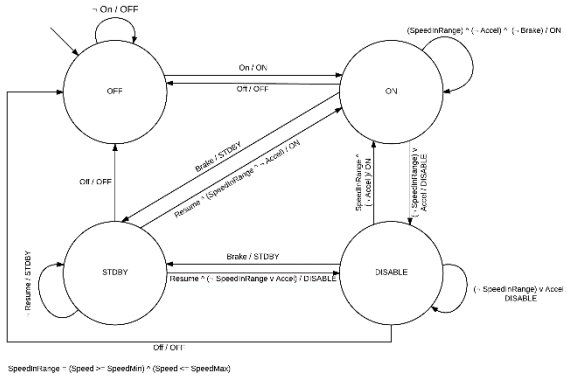 ¬ On / OFF
(SpeedInRange) ^ (¬ Accel) ^ (¬ Brake) / ON
OFF
On / ON
Off / OFF
ON
Brake / STDBY
Resume ^ (SpeedInRange ^ ¬ Accel) / ON
SpeedInRange ^
(¬ Accel )/ ON
(¬ SpeedInRange) v
Accel / DISABLE
Off / OFF
STDBY
Brake / STDBY
Resume ^ (¬ SpeedInRange v Accel) / DISABLE
DISABLE
¬ Resume / STDBY
(¬ SpeedInRange) v Accel
DISABLE
Off / OFF
SpeedInRange = (Speed >= SpeedMin) ^ (Speed <= SpeedMax)